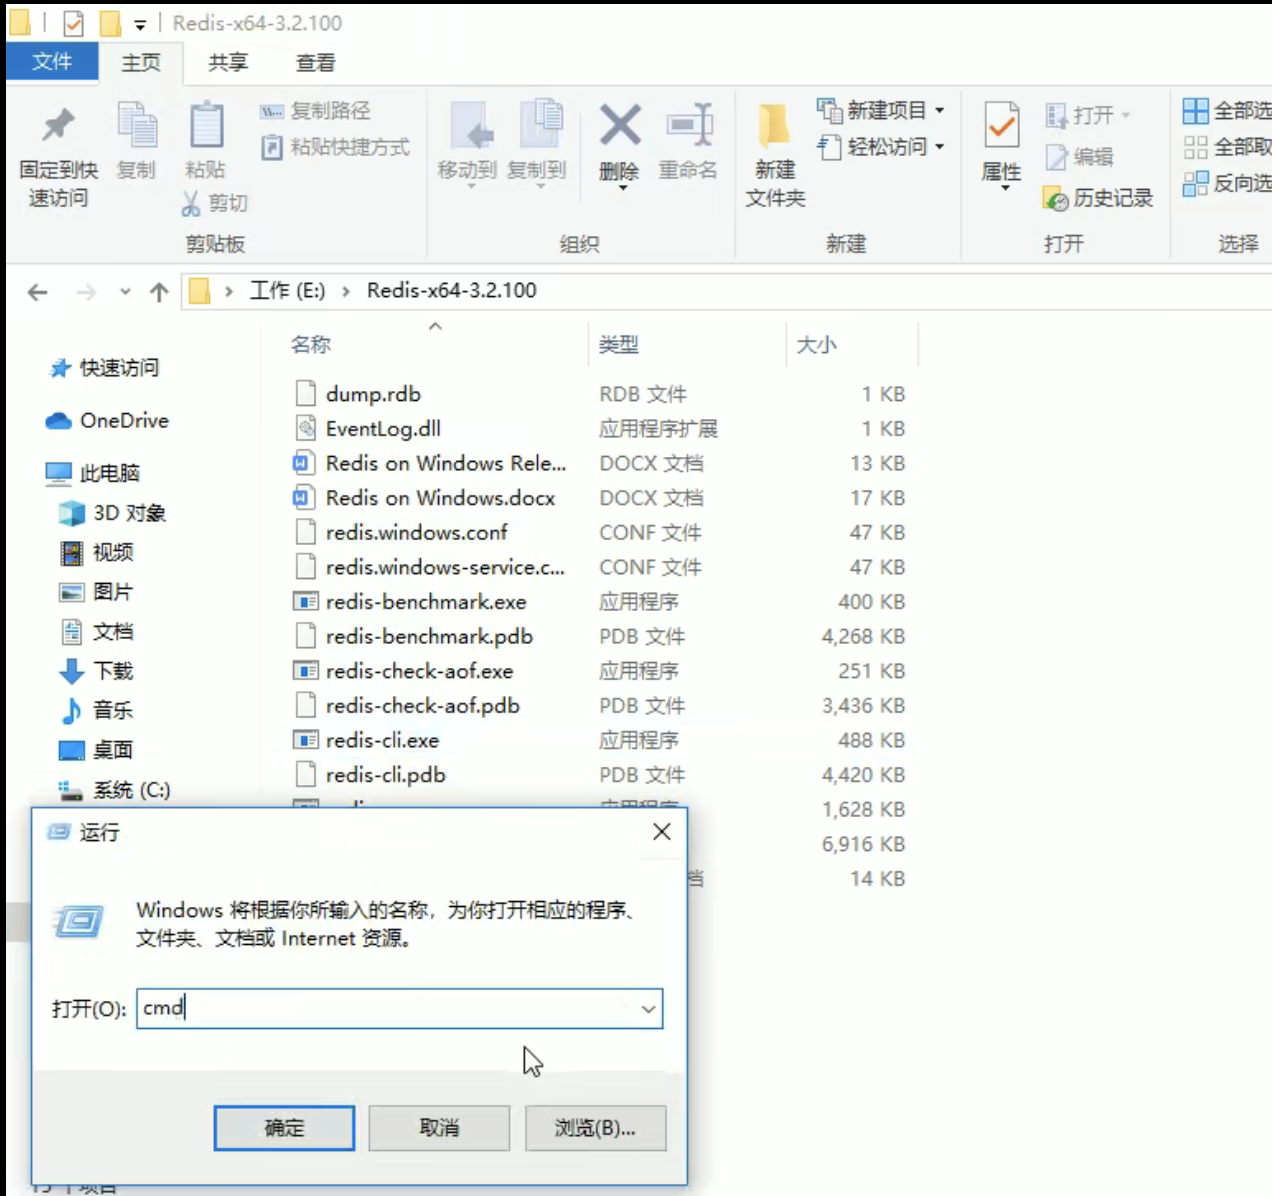 Redis-x64-3.2.100
文件 主页 共享 查看
固定到快速访问
复制
粘贴
复制路径
粘贴快捷方式
剪切
剪贴板
移动到
复制到
删除
重命名
组织
新建文件夹
新建项目
轻松访问
新建
属性
打开
编辑
历史记录
打开
全部选
全部取
反向选
选择
工作 (E:) Redis-x64-3.2.100
快速访问
OneDrive
此电脑
3D 对象
视频
图片
文档
下载
音乐
桌面
系统 (C:)
名称 类型 大小
dump.rdb RDB 文件 1 KB
EventLog.dll 应用程序扩展 1 KB
Redis on Windows Rele... DOCX 文档 13 KB
Redis on Windows.docx DOCX 文档 17 KB
redis.windows.conf CONF 文件 47 KB
redis.windows-service.c... CONF 文件 47 KB
redis-benchmark.exe 应用程序 400 KB
redis-benchmark.pdb PDB 文件 4,268 KB
redis-check-aof.exe 应用程序 251 KB
redis-check-aof.pdb PDB 文件 3,436 KB
redis-cli.exe 应用程序 488 KB
redis-cli.pdb PDB 文件 4,420 KB
应用程序 1,628 KB
6,916 KB
档 14 KB
运行
Windows 将根据你所输入的名称，为你打开相应的程序、
文件夹、文档或 Internet 资源。
打开(O): cmd
确定 取消 浏览(B)...
个项目